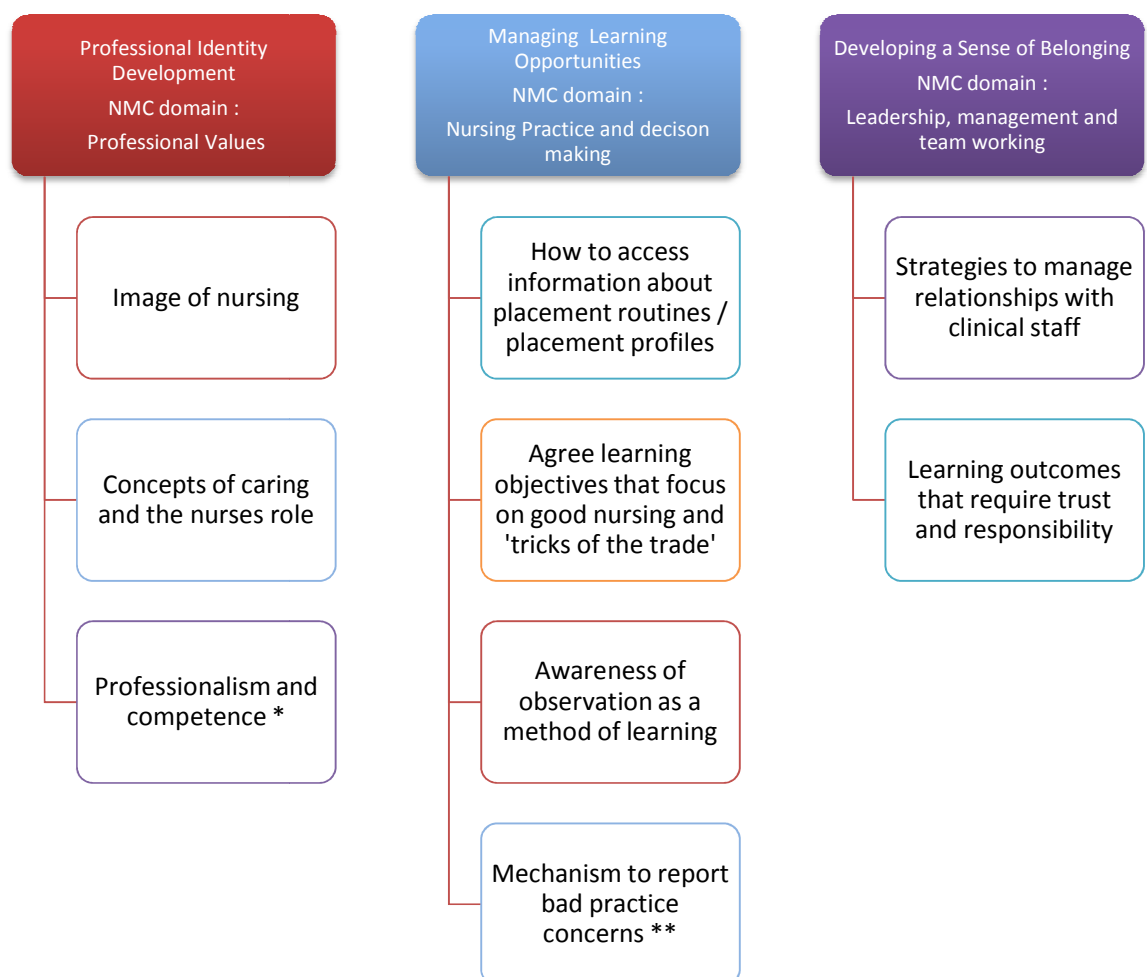 Professional Identity
Development
NMC domain :
Professional Values
Image of nursing
Concepts of caring
and the nurses role
Professionalism and
competence *
Managing Learning
Opportunities
NMC domain :
Nursing Practice and decison
making
How to access
information about
placement routines /
placement profiles
Agree learning
objectives that focus
on good nursing and
'tricks of the trade'
Awareness of
observation as a
method of learning
Mechanism to report
bad practice
concerns **
Developing a Sense of Belonging
NMC domain :
Leadership, management and
team working
Strategies to manage
relationships with
clinical staff
Learning outcomes
that require trust
and responsibility